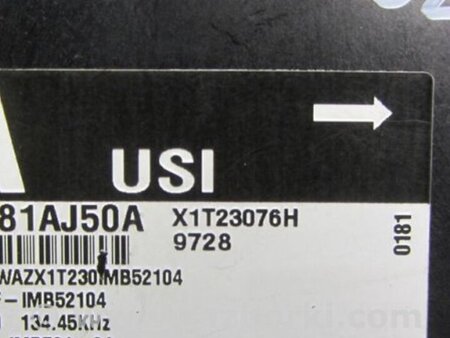 USI
81AJ50A X1T23076H
9728
0181
WAZX1T230IMB52104
-IMB52104
134.45KHz